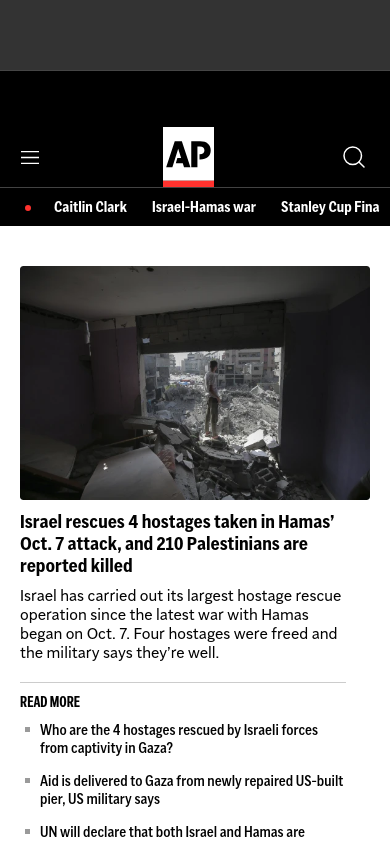 AP
Caitlin Clark
Israel-Hamas war
Stanley Cup Fina
Israel rescues 4 hostages taken in Hamas’
Oct. 7 attack, and 210 Palestinians are
reported killed
Israel has carried out its largest hostage rescue
operation since the latest war with Hamas
began on Oct. 7. Four hostages were freed and
the military says they’re well.
READ MORE
Who are the 4 hostages rescued by Israeli forces
from captivity in Gaza?
Aid is delivered to Gaza from newly repaired US-built
pier, US military says
UN will declare that both Israel and Hamas are